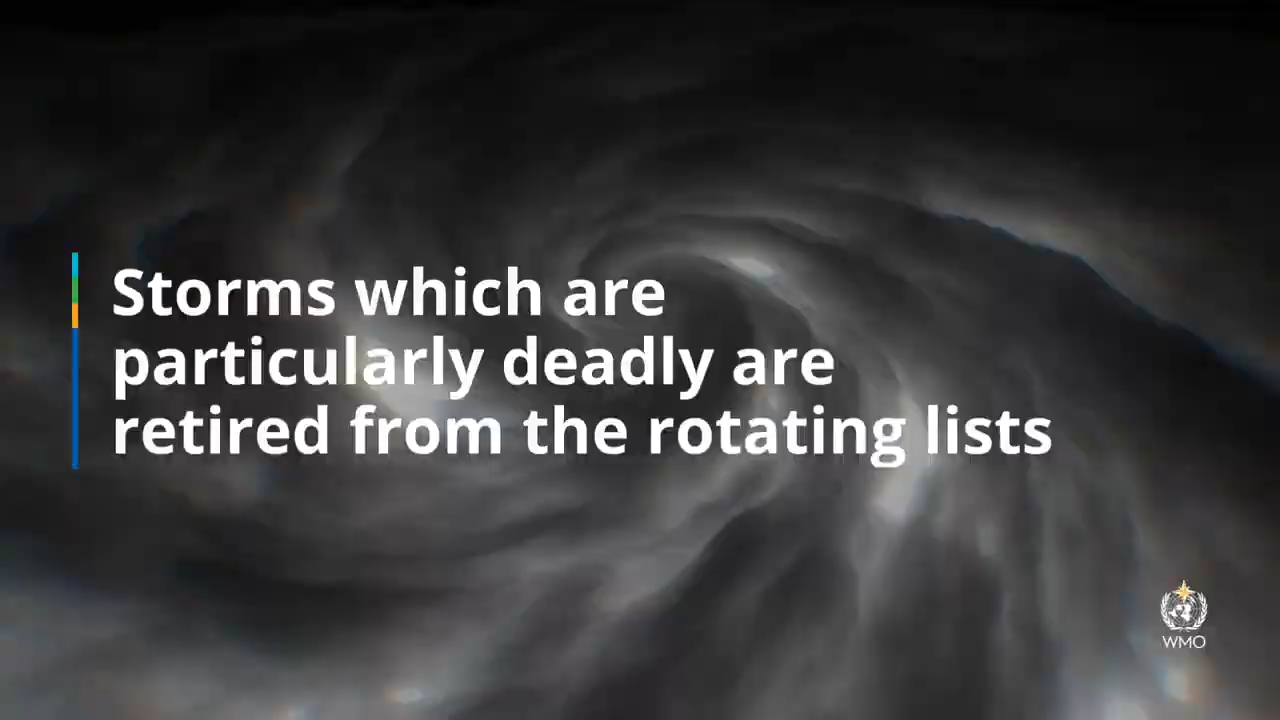 Storms which are
particularly deadly are
retired from the rotating lists
WMO